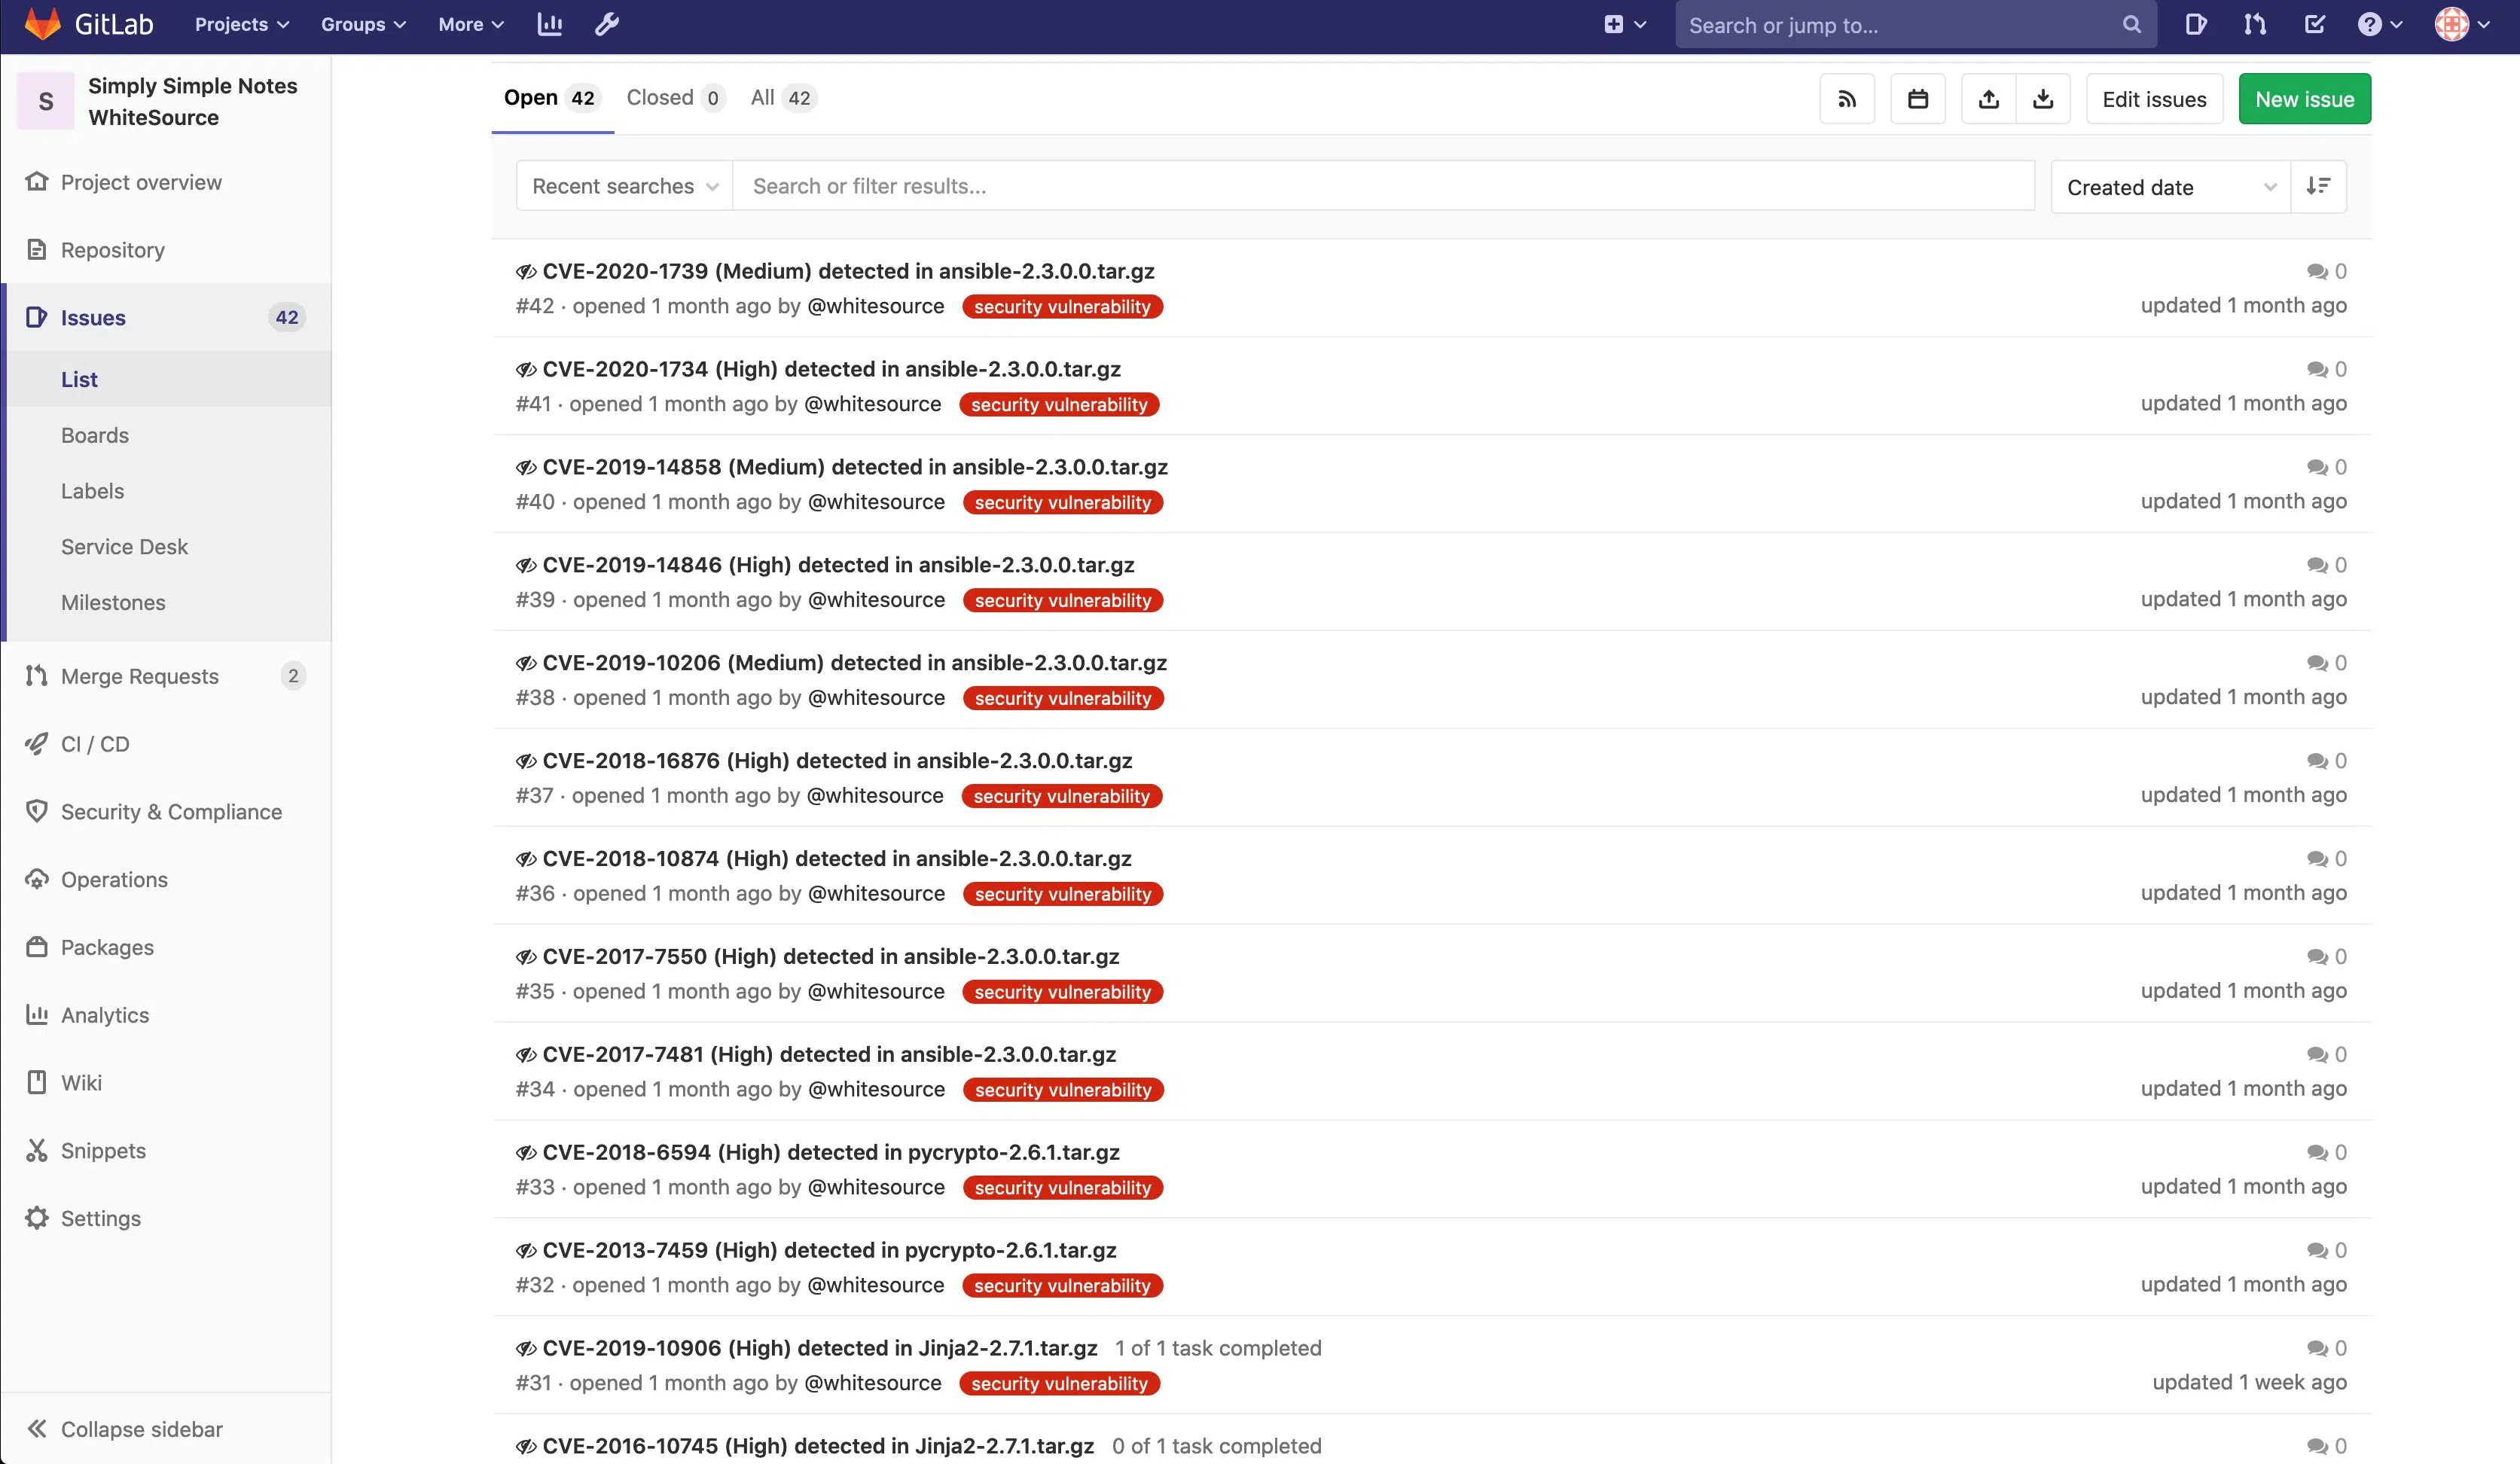 GitLab Projects Groups More Search or jump to...
S Simply Simple Notes WhiteSource
Project overview
Repository
Issues 42
List
Boards
Labels
Service Desk
Milestones
Merge Requests 2
CI / CD
Security & Compliance
Operations
Packages
Analytics
Wiki
Snippets
Settings
Collapse sidebar
Open 42 Closed 0 All 42 Edit issues New issue
Recent searches Search or filter results... Created date
CVE-2020-1739 (Medium) detected in ansible-2.3.0.0.tar.gz 0
#42 · opened 1 month ago by @whitesource security vulnerability updated 1 month ago
CVE-2020-1734 (High) detected in ansible-2.3.0.0.tar.gz 0
#41 · opened 1 month ago by @whitesource security vulnerability updated 1 month ago
CVE-2019-14858 (Medium) detected in ansible-2.3.0.0.tar.gz 0
#40 · opened 1 month ago by @whitesource security vulnerability updated 1 month ago
CVE-2019-14846 (High) detected in ansible-2.3.0.0.tar.gz 0
#39 · opened 1 month ago by @whitesource security vulnerability updated 1 month ago
CVE-2019-10206 (Medium) detected in ansible-2.3.0.0.tar.gz 0
#38 · opened 1 month ago by @whitesource security vulnerability updated 1 month ago
CVE-2018-16876 (High) detected in ansible-2.3.0.0.tar.gz 0
#37 · opened 1 month ago by @whitesource security vulnerability updated 1 month ago
CVE-2018-10874 (High) detected in ansible-2.3.0.0.tar.gz 0
#36 · opened 1 month ago by @whitesource security vulnerability updated 1 month ago
CVE-2017-7550 (High) detected in ansible-2.3.0.0.tar.gz 0
#35 · opened 1 month ago by @whitesource security vulnerability updated 1 month ago
CVE-2017-7481 (High) detected in ansible-2.3.0.0.tar.gz 0
#34 · opened 1 month ago by @whitesource security vulnerability updated 1 month ago
CVE-2018-6594 (High) detected in pycrypto-2.6.1.tar.gz 0
#33 · opened 1 month ago by @whitesource security vulnerability updated 1 month ago
CVE-2013-7459 (High) detected in pycrypto-2.6.1.tar.gz 0
#32 · opened 1 month ago by @whitesource security vulnerability updated 1 month ago
CVE-2019-10906 (High) detected in Jinja2-2.7.1.tar.gz 1 of 1 task completed 0
#31 · opened 1 month ago by @whitesource security vulnerability updated 1 week ago
CVE-2016-10745 (High) detected in Jinja2-2.7.1.tar.gz 0 of 1 task completed 0